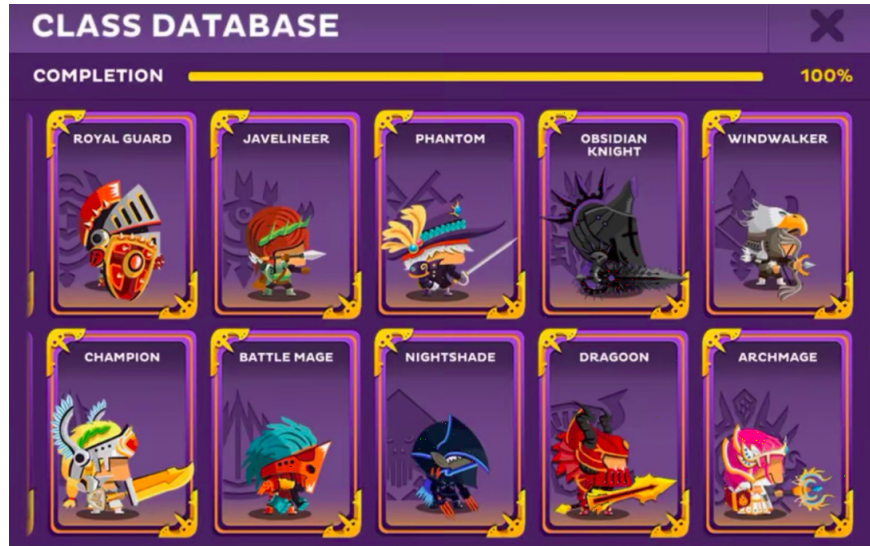 CLASS DATABASE
COMPLETION 100%
ROYAL GUARD
JAVELINEER
PHANTOM
OBSIDIAN
KNIGHT
WINDWALKER
CHAMPION
BATTLE MAGE
NIGHTSHADE
DRAGOON
ARCHMAGE